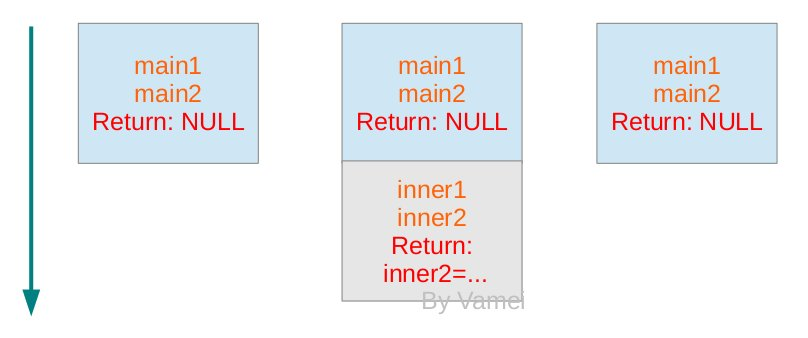 main1
main2
Return: NULL
main1
main2
Return: NULL
inner1
inner2
Return:
inner2=...
By Vamei
main1
main2
Return: NULL